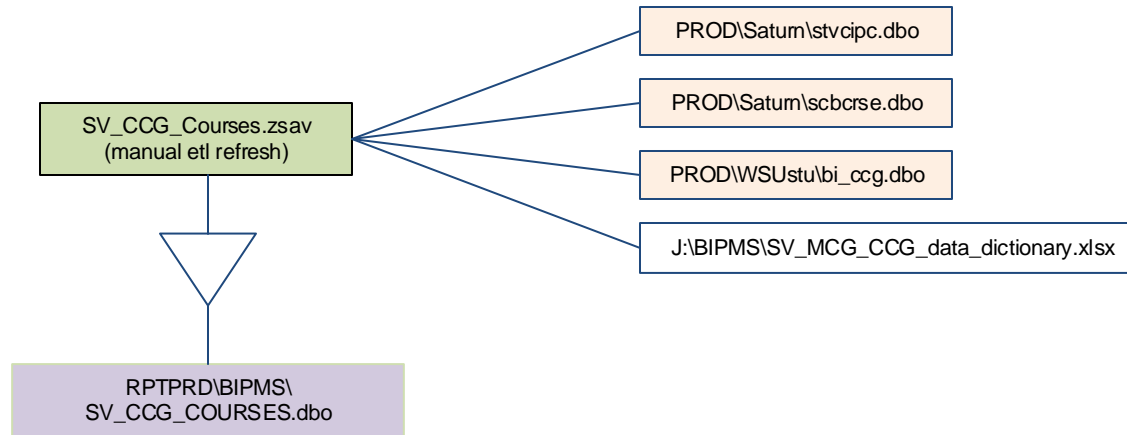 PROD\Saturn\stvcipc.dbo
SV_CCG_Courses.zsav
(manual etl refresh)
PROD\Saturn\scbcrse.dbo
PROD\WSUstu\bi_ccg.dbo
J:\BIPMS\SV_MCG_CCG_data_dictionary.xlsx
RPTPRD\BIPMS\
SV_CCG_COURSES.dbo